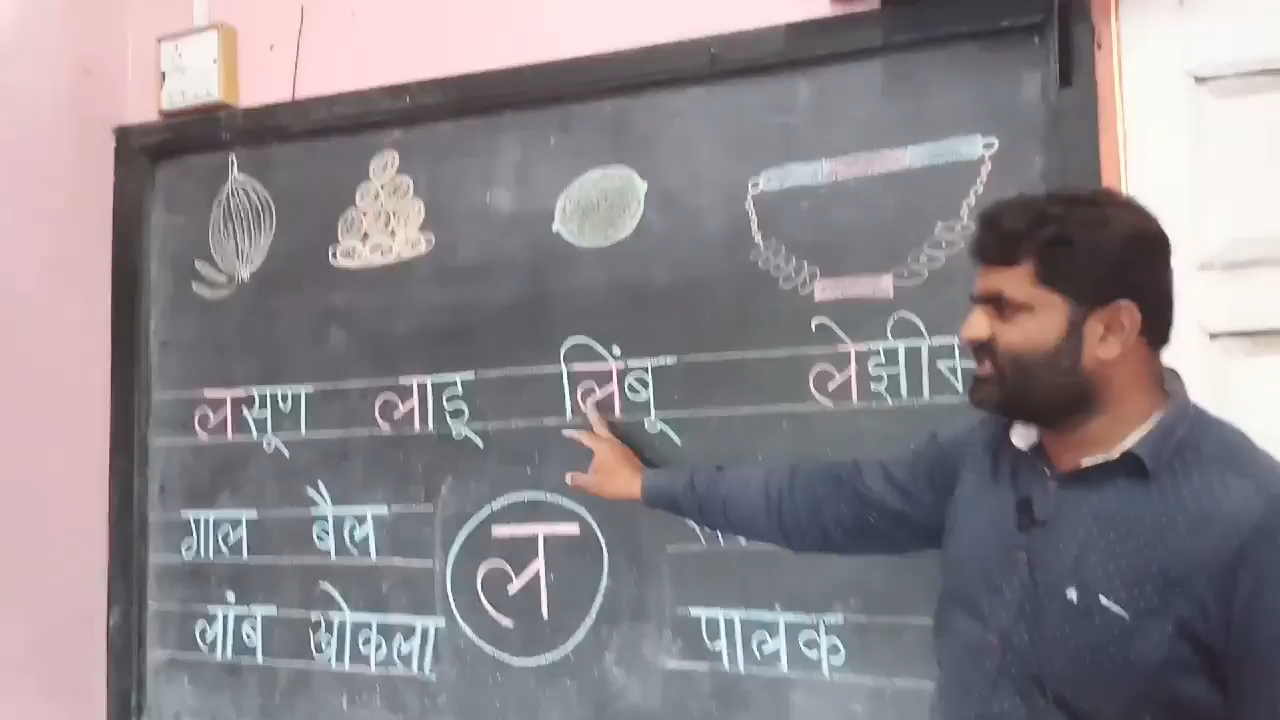 लसूण लाडू लिंबू
गाल बैल
ल
लांब खोकला पालक